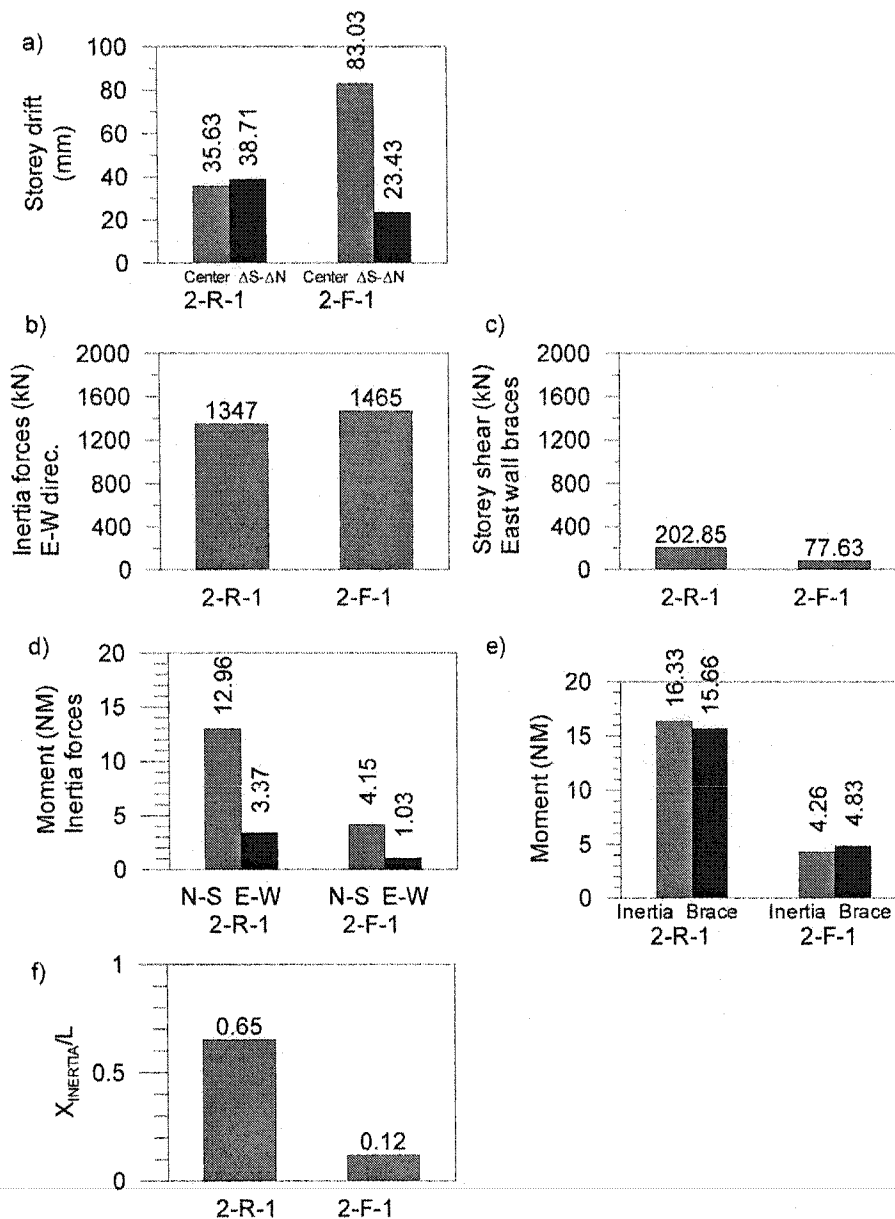 a)
Storey drift
(mm)
100
80
60
40
20
0
35.63
38.71
83.03
23.43
Center ΔS-ΔN Center ΔS-ΔN
2-R-1 2-F-1
b)
Inertia forces (kN)
E-W direc.
2000
1600
1200
800
400
0
1347
1465
2-R-1 2-F-1
c)
Storey shear (kN)
East wall braces
2000
1600
1200
800
400
0
202.85
77.63
2-R-1 2-F-1
d)
Moment (NM)
Inertia forces
20
15
10
5
0
12.96
3.37
4.15
1.03
N-S E-W N-S E-W
2-R-1 2-F-1
e)
Moment (NM)
20
15
10
5
0
16.33
15.66
4.26
4.83
Inertia Brace Inertia Brace
2-R-1 2-F-1
f)
XINERTIA/L
1
0.5
0
0.65
0.12
2-R-1 2-F-1